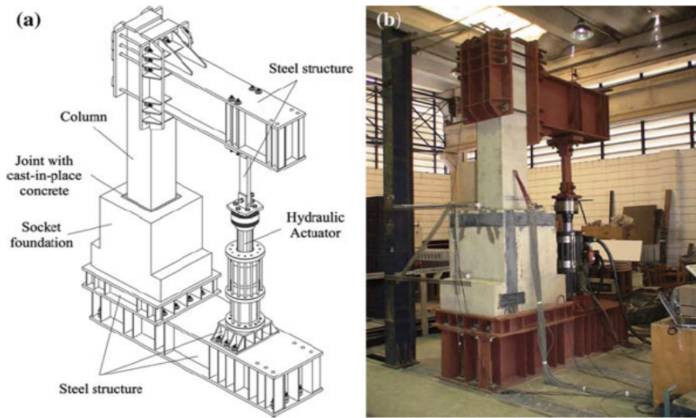 (a)
Steel structure
Column
Joint with
cast-in-place
concrete
Socket
foundation
Hydraulic
Actuator
Steel structure
(b)